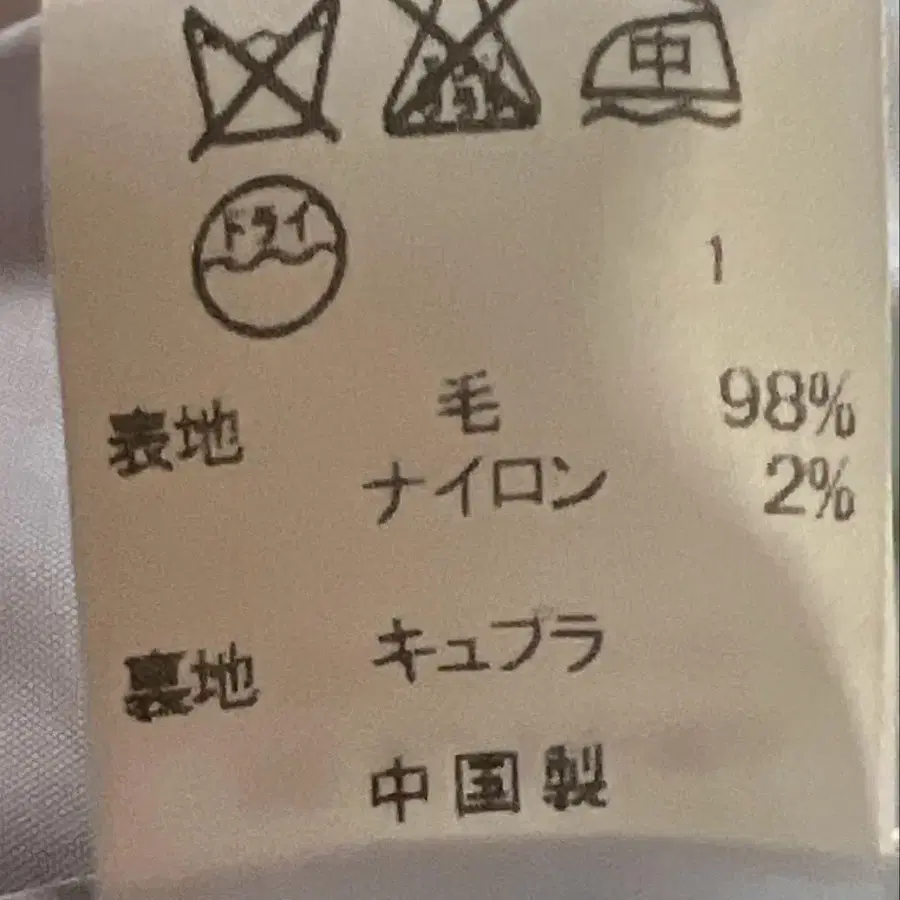 中
ドライ
1
表地 毛 98%
ナイロン 2%
裏地 キュプラ
中国製